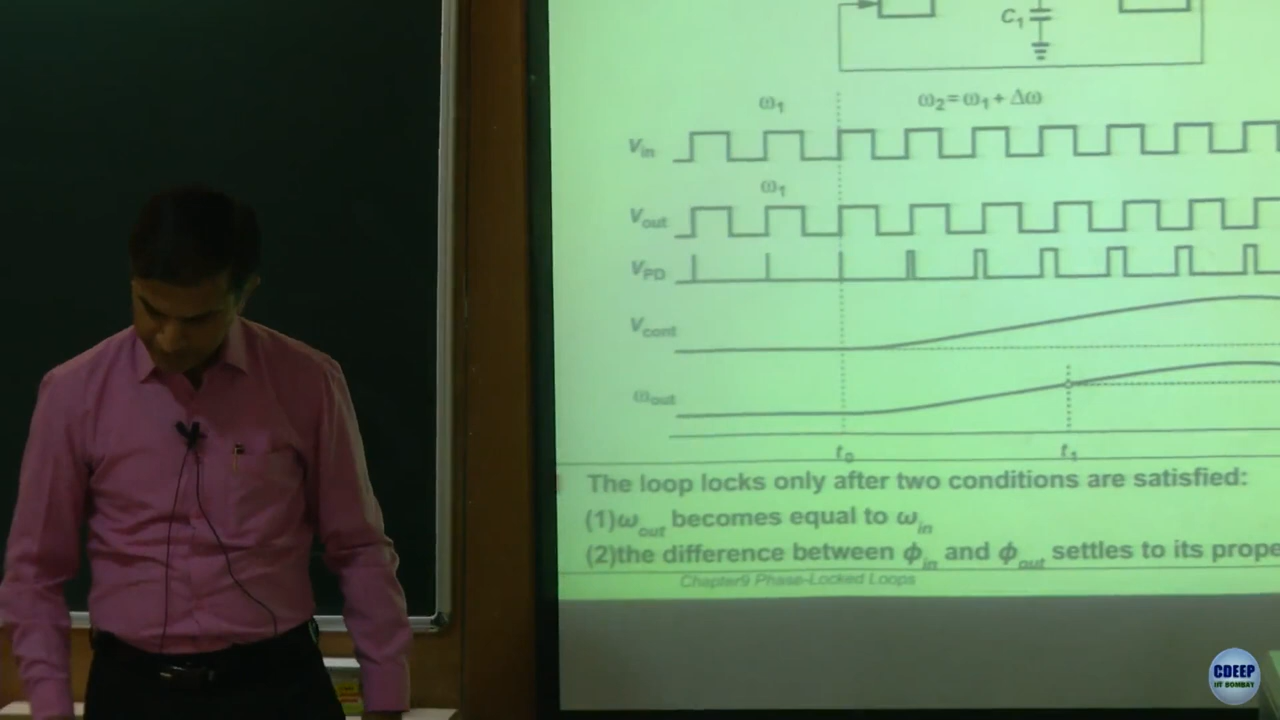 C1
ω1 ω2=ω1 + Δω
Vin
ω1
Vout
VPD
Vcont
ωout
t0 t1
The loop locks only after two conditions are satisfied:
(1)ωout becomes equal to ωin
(2)the difference between ϕin and ϕout settles to its prope
Chapter9 Phase-Locked Loops
CDEEP
IIT BOMBAY